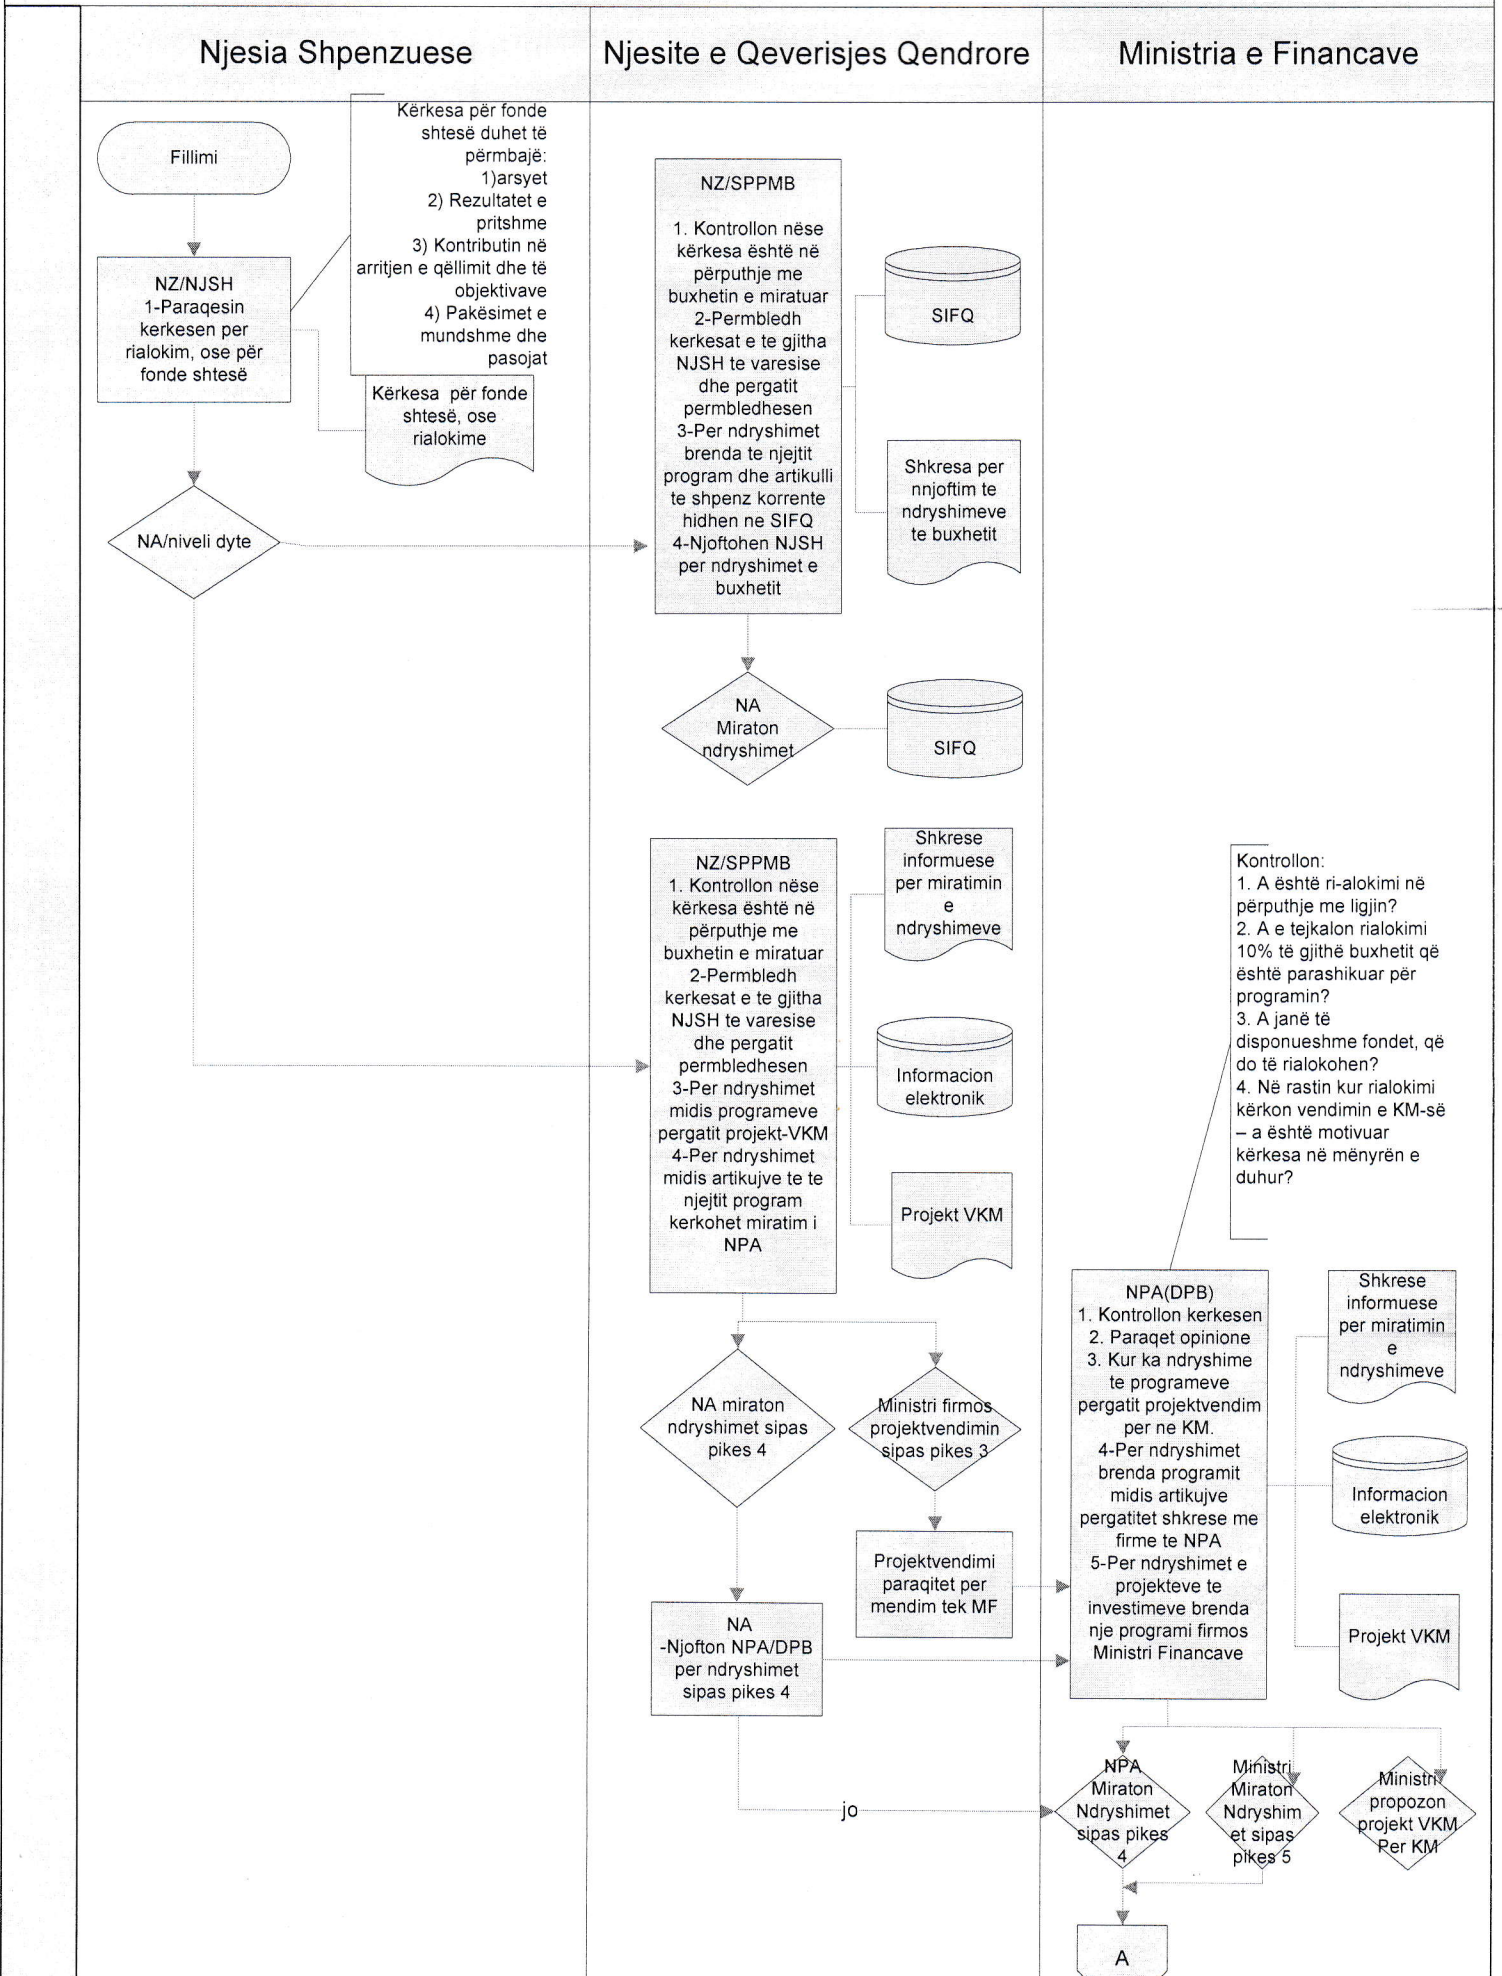 Njesia Shpenzuese
Njesite e Qeverisjes Qendrore
Ministria e Financave
Fillimi
Kërkesa për fonde
shtesë duhet të
përmbajë:
1)arsyet
2) Rezultatet e
pritshme
3) Kontributin në
arritjen e qëllimit dhe të
objektivave
4) Pakësimet e
mundshme dhe
pasojat
NZ/NJSH
1-Paraqesin
kerkesen per
rialokim, ose për
fonde shtesë
Kërkesa për fonde
shtesë, ose
rialokime
NA/niveli dyte
NZ/SPPMB
1. Kontrollon nëse
kërkesa është në
përputhje me
buxhetin e miratuar
2-Permbledh
kerkesat e te gjitha
NJSH te varesise
dhe pergatit
permbledhesen
3-Per ndryshimet
brenda te njejtit
program dhe artikulli
te shpenz korrente
hidhen ne SIFQ
4-Njoftohen NJSH
per ndryshimet e
buxhetit
SIFQ
Shkresa per
nnjoftim te
ndryshimeve
te buxhetit
NA
Miraton
ndryshimet
SIFQ
NZ/SPPMB
1. Kontrollon nëse
kërkesa është në
përputhje me
buxhetin e miratuar
2-Permbledh
kerkesat e te gjitha
NJSH te varesise
dhe pergatit
permbledhesen
3-Per ndryshimet
midis programeve
pergatit projekt-VKM
4-Per ndryshimet
midis artikujve te te
njejtit program
kerkohet miratim i
NPA
Shkrese
informuese
per miratimin
e
ndryshimeve
Informacion
elektronik
Projekt VKM
Kontrollon:
1. A është ri-alokimi në
përputhje me ligjin?
2. A e tejkalon rialokimi
10% të gjithë buxhetit që
është parashikuar për
programin?
3. A janë të
disponueshme fondet, që
do të rialokohen?
4. Në rastin kur rialokimi
kërkon vendimin e KM-së
– a është motivuar
kërkesa në mënyrën e
duhur?
NA miraton
ndryshimet sipas
pikes 4
Ministri firmos
projektvendimin
sipas pikes 3
Projektvendimi
paraqitet per
mendim tek MF
NA
-Njofton NPA/DPB
per ndryshimet
sipas pikes 4
jo
NPA(DPB)
1. Kontrollon kerkesen
2. Paraqet opinione
3. Kur ka ndryshime
te programeve
pergatit projektvendim
per ne KM.
4-Per ndryshimet
brenda programit
midis artikujve
pergatitet shkrese me
firme te NPA
5-Per ndryshimet e
projekteve te
investimeve brenda
nje programi firmos
Ministri Financave
Shkrese
informuese
per miratimin
e
ndryshimeve
Informacion
elektronik
Projekt VKM
NPA
Miraton
Ndryshimet
sipas pikes
4
Ministri
Miraton
Ndryshim
et sipas
pikes 5
Ministri
propozon
projekt VKM
Per KM
A